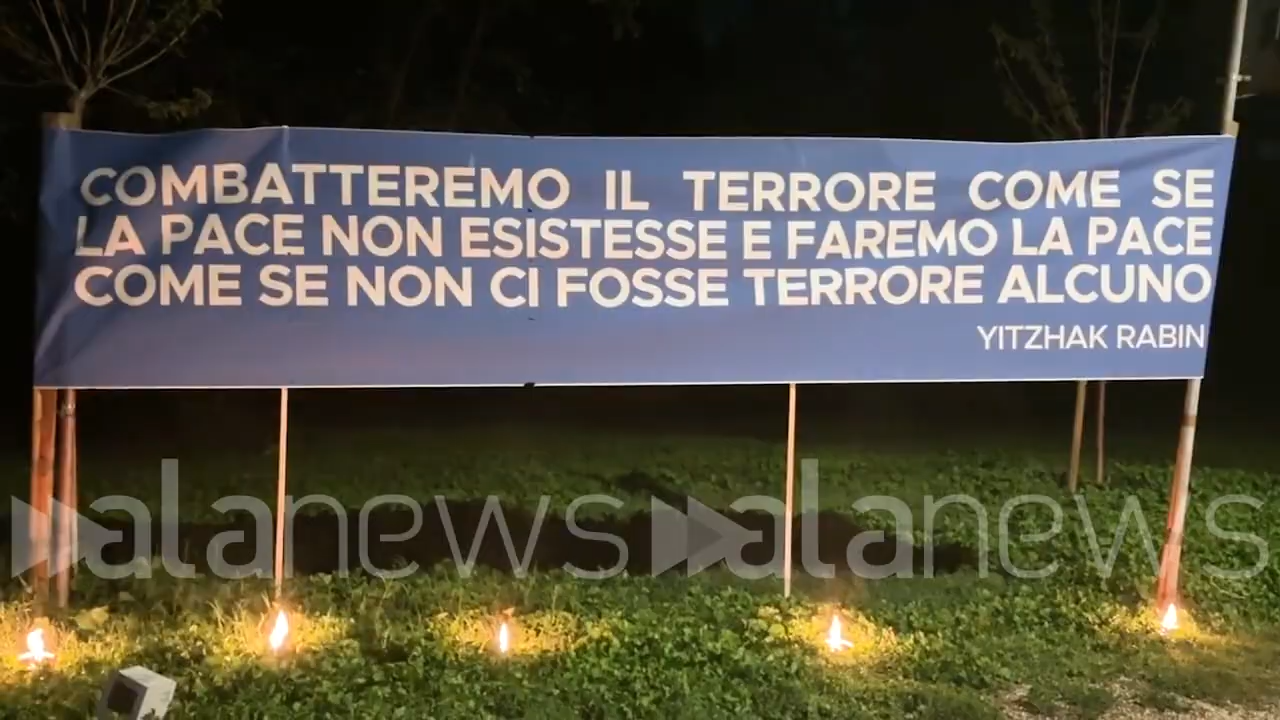 COMBATTEREMO IL TERRORE COME SE
LA PACE NON ESISTESSE E FAREMO LA PACE
COME SE NON CI FOSSE TERRORE ALCUNO
YITZHAK RABIN
alanews alanews